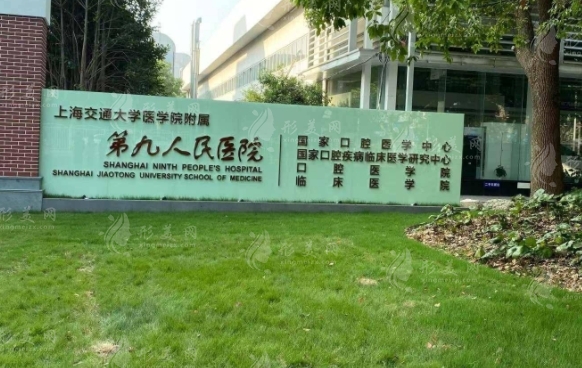 上海交通大学医学院附属
第九人民医院
SHANGHAI NINTH PEOPLE'S HOSPITAL
SHANGHAI JIAOTONG UNIVERSITY SCHOOL OF MEDICINE
国家口腔医学中心
国家口腔疾病临床医学研究中心
口腔医学院
临床医学院
形美网